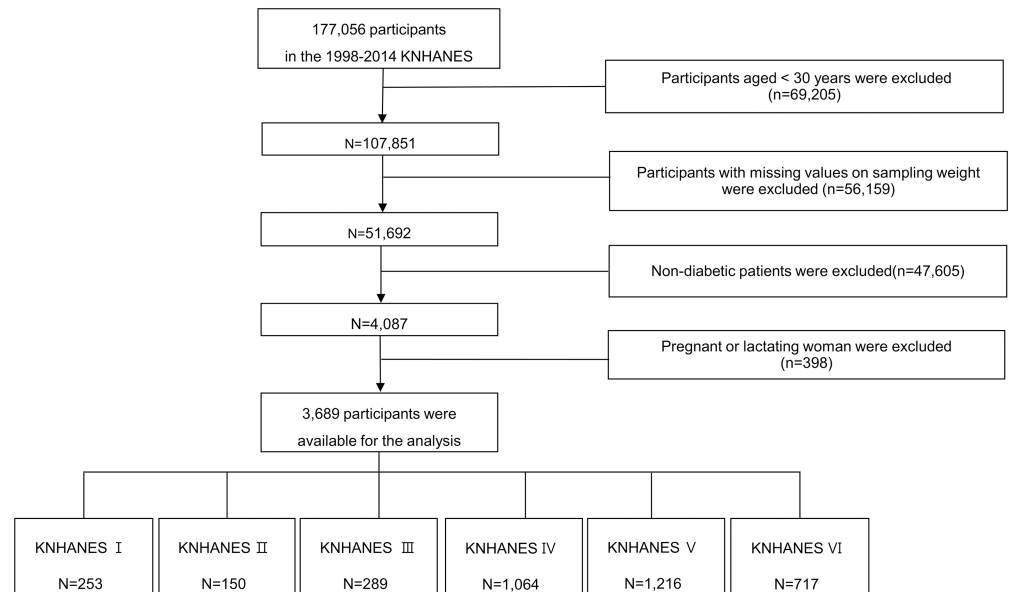 177,056 participants
in the 1998-2014 KNHANES
Participants aged < 30 years were excluded
(n=69,205)
N=107,851
Participants with missing values on sampling weight
were excluded (n=56,159)
N=51,692
Non-diabetic patients were excluded(n=47,605)
N=4,087
Pregnant or lactating woman were excluded
(n=398)
3,689 participants were
available for the analysis
KNHANES Ⅰ
N=253
KNHANES Ⅱ
N=150
KNHANES Ⅲ
N=289
KNHANES Ⅳ
N=1,064
KNHANES Ⅴ
N=1,216
KNHANES Ⅵ
N=717